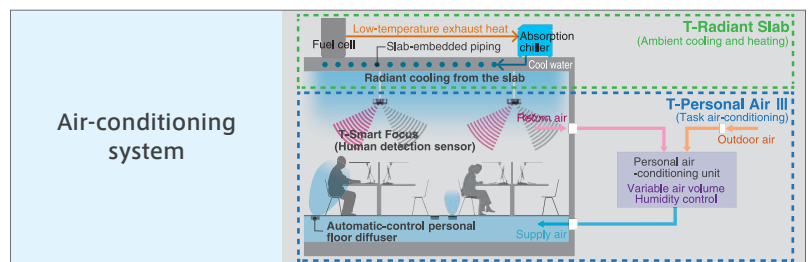 Air-conditioning
system
T-Radiant Slab
(Ambient cooling and heating)
Low-temperature exhaust heat
Fuel cell
Absorption
chiller
Slab-embedded piping
Cool water
Radiant cooling from the slab
T-Personal Air III
(Task air-conditioning)
Return air
Outdoor air
T-Smart Focus
(Human detection sensor)
Personal air
-conditioning unit
Variable air volume
Humidity control
Automatic-control personal
floor diffuser
Supply air